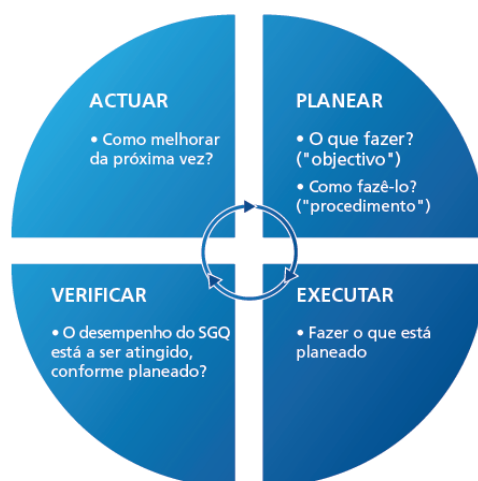 ACTUAR
• Como melhorar
da próxima vez?
PLANEAR
• O que fazer?
("objectivo")
• Como fazê-lo?
("procedimento")
VERIFICAR
• O desempenho do SGQ
está a ser atingido,
conforme planeado?
EXECUTAR
• Fazer o que está
planeado